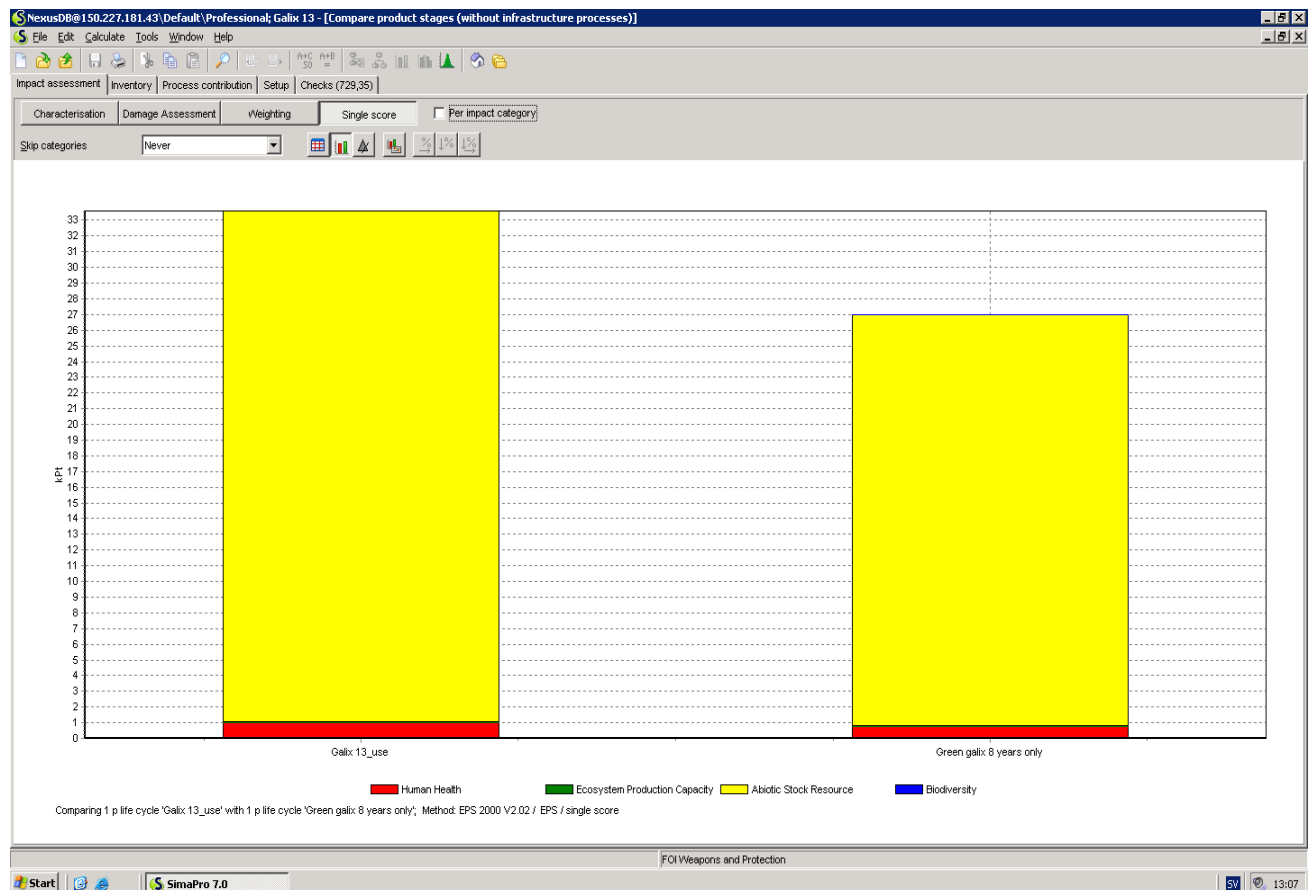 NexusDB@150.227.181.43\Default\Professional; Galix 13 - [Compare product stages (without infrastructure processes)]
File Edit Calculate Tools Window Help
A+C .50 A+B =
Impact assessment Inventory Process contribution Setup Checks (729,35)
Characterisation Damage Assessment Weighting Single score Per impact category
Skip categories Never
33
32
31
30
29
28
27
26
25
24
23
22
21
20
19
18
17
16
15
14
13
12
11
10
9
8
7
6
5
4
3
2
1
0
kPt
Galix 13_use Green galix 8 years only
Human Health Ecosystem Production Capacity Abiotic Stock Resource Biodiversity
Comparing 1 p life cycle 'Galix 13_use' with 1 p life cycle 'Green galix 8 years only'; Method: EPS 2000 V2.02 / EPS / single score
FOI Weapons and Protection
Start SimaPro 7.0 SV 13:07